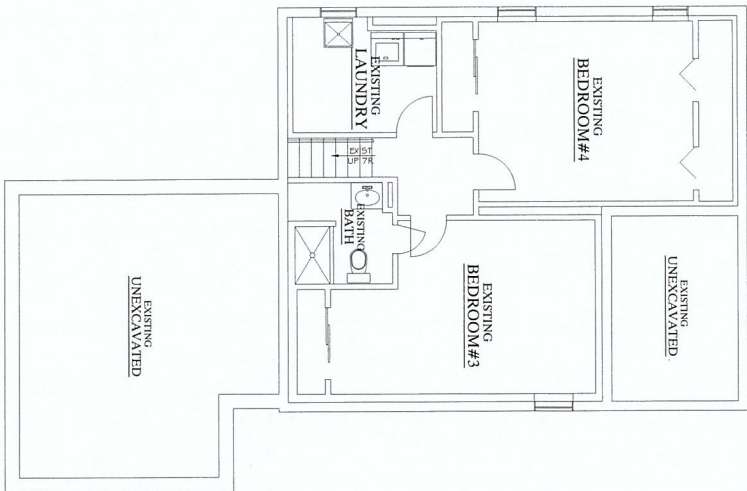 EXISTING
LAUNDRY
EXISTING
BEDROOM#4
EXIST
UP 7R
EXISTING
BATH
EXISTING
UNEXCAVATED
EXISTING
BEDROOM#3
EXISTING
UNEXCAVATED